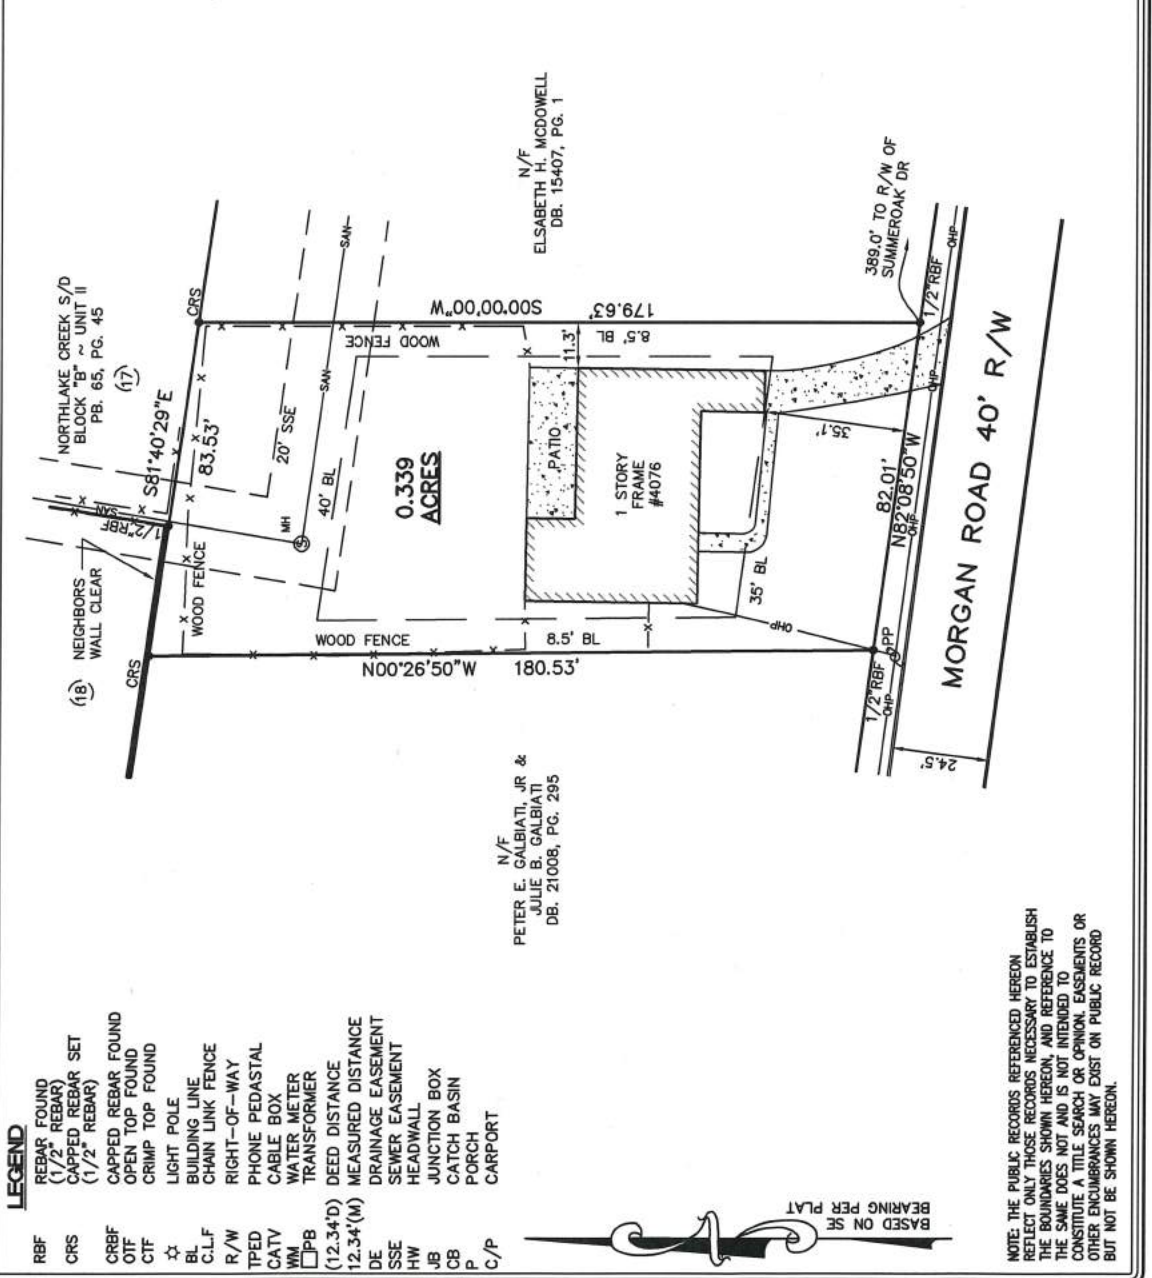 LEGEND
RBF REBAR FOUND
(1/2" REBAR)
CRS CAPPED REBAR SET
(1/2" REBAR)
CRBF CAPPED REBAR FOUND
OTF OPEN TOP FOUND
CTF CRIMP TOP FOUND
LIGHT POLE
BL BUILDING LINE
C.L.F CHAIN LINK FENCE
R/W RIGHT-OF-WAY
TPED PHONE PEDASTAL
CATV CABLE BOX
WM WATER METER
PB TRANSFORMER
(12.34'D) DEED DISTANCE
12.34'(M) MEASURED DISTANCE
DE DRAINAGE EASEMENT
SSE SEWER EASEMENT
HW HEADWALL
JB JUNCTION BOX
CB CATCH BASIN
P PORCH
C/P CARPORT
BASED ON SE
BEARING PER PLAT
NOTE: THE PUBLIC RECORDS REFERENCED HEREON
REFLECT ONLY THOSE RECORDS NECESSARY TO ESTABLISH
THE BOUNDARIES SHOWN HEREON, AND REFERENCE TO
THE SAME DOES NOT AND IS NOT INTENDED TO
CONSTITUTE A TITLE SEARCH OR OPINION. EASEMENTS OR
OTHER ENCUMBRANCES MAY EXIST ON PUBLIC RECORD
BUT NOT BE SHOWN HEREON.
NORTHLAKE CREEK S/D
BLOCK "B" ~ UNIT II
PB. 65, PG. 45
(17)
(18)
NEIGHBORS
WALL CLEAR
CRS
1/2"RBF
SAN
S81°40'29"E
83.53'
CRS
WOOD FENCE
MH
S
20' SSE
40' BL
SAN
SAN
WOOD FENCE
S00°00'00"W
179.63'
8.5' BL
11.3'
N/F
ELSABETH H. MCDOWELL
DB. 15407, PG. 1
0.339
ACRES
WOOD FENCE
N00°26'50"W 180.53'
8.5' BL
N/F
PETER E. GALBIATI, JR &
JULIE B. GALBIATI
DB. 21008, PG. 295
PATIO
1 STORY
FRAME
#4076
35' BL
35.1'
OHP
389.0' TO R/W OF
SUMMEROAK DR
1/2"RBF
PP
82.01'
N82°08'50"W
1/2"RBF
OHP
OHP
OHP
OHP
24.5'
MORGAN ROAD 40' R/W